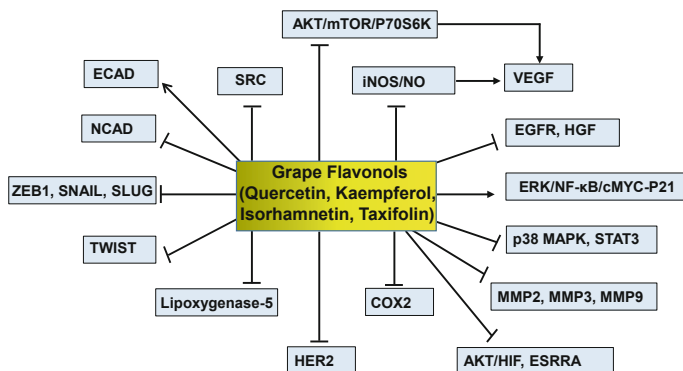 AKT/mTOR/P70S6K
ECAD
SRC
iNOS/NO
VEGF
NCAD
EGFR, HGF
Grape Flavonols
(Quercetin, Kaempferol,
Isorhamnetin, Taxifolin)
ZEB1, SNAIL, SLUG
ERK/NF-κB/cMYC-P21
TWIST
p38 MAPK, STAT3
Lipoxygenase-5
COX2
MMP2, MMP3, MMP9
HER2
AKT/HIF, ESRRA